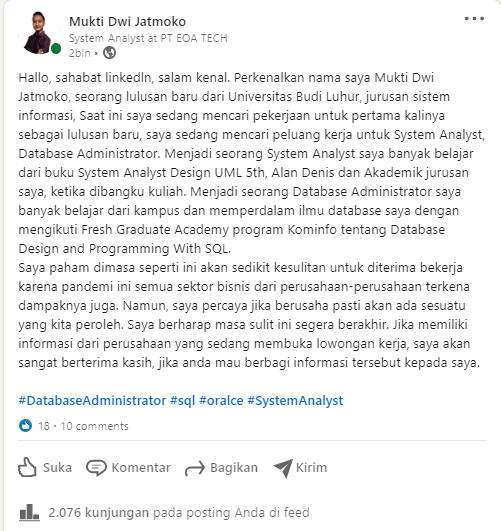 Mukti Dwi Jatmoko
System Analyst at PT EOA TECH
2bln •
Hallo, sahabat linkedln, salam kenal. Perkenalkan nama saya Mukti Dwi
Jatmoko, seorang lulusan baru dari Universitas Budi Luhur, jurusan sistem
informasi, Saat ini saya sedang mencari pekerjaan untuk pertama kalinya
sebagai lulusan baru, saya sedang mencari peluang kerja untuk System Analyst,
Database Administrator. Menjadi seorang System Analyst saya banyak belajar
dari buku System Analyst Design UML 5th, Alan Denis dan Akademik jurusan
saya, ketika dibangku kuliah. Menjadi seorang Database Administrator saya
banyak belajar dari kampus dan memperdalam ilmu database saya dengan
mengikuti Fresh Graduate Academy program Kominfo tentang Database
Design and Programming With SQL.
Saya paham dimasa seperti ini akan sedikit kesulitan untuk diterima bekerja
karena pandemi ini semua sektor bisnis dari perusahaan-perusahaan terkena
dampaknya juga. Namun, saya percaya jika berusaha pasti akan ada sesuatu
yang kita peroleh. Saya berharap masa sulit ini segera berakhir. Jika memiliki
informasi dari perusahaan yang sedang membuka lowongan kerja, saya akan
sangat berterima kasih, jika anda mau berbagi informasi tersebut kepada saya.
#DatabaseAdministrator #sql #oralce #SystemAnalyst
18 • 10 comments
Suka Komentar Bagikan Kirim
2.076 kunjungan pada posting Anda di feed